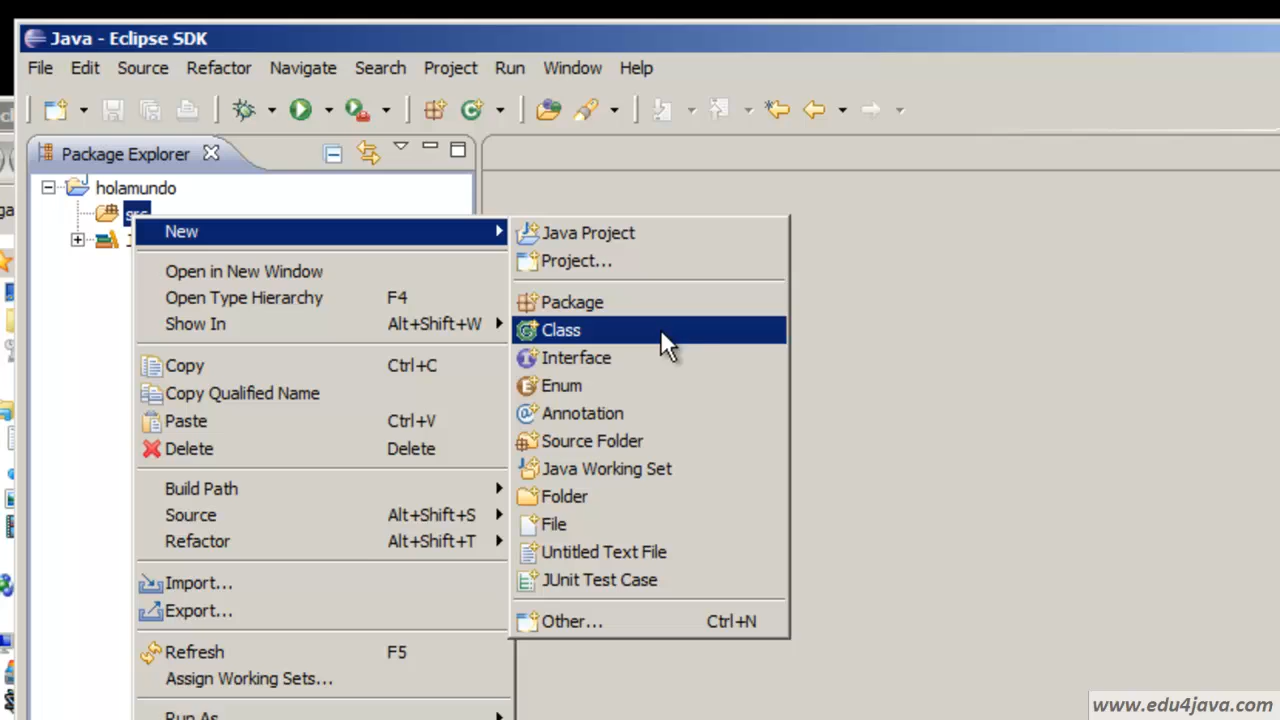 Java - Eclipse SDK
File Edit Source Refactor Navigate Search Project Run Window Help
Package Explorer
holamundo
src
New
Open in New Window
Open Type Hierarchy F4
Show In Alt+Shift+W
Copy Ctrl+C
Copy Qualified Name
Paste Ctrl+V
Delete Delete
Build Path
Source Alt+Shift+S
Refactor Alt+Shift+T
Import...
Export...
Refresh F5
Assign Working Sets...
Run As
Java Project
Project...
Package
Class
Interface
Enum
Annotation
Source Folder
Java Working Set
Folder
File
Untitled Text File
JUnit Test Case
Other... Ctrl+N
www.edu4java.com